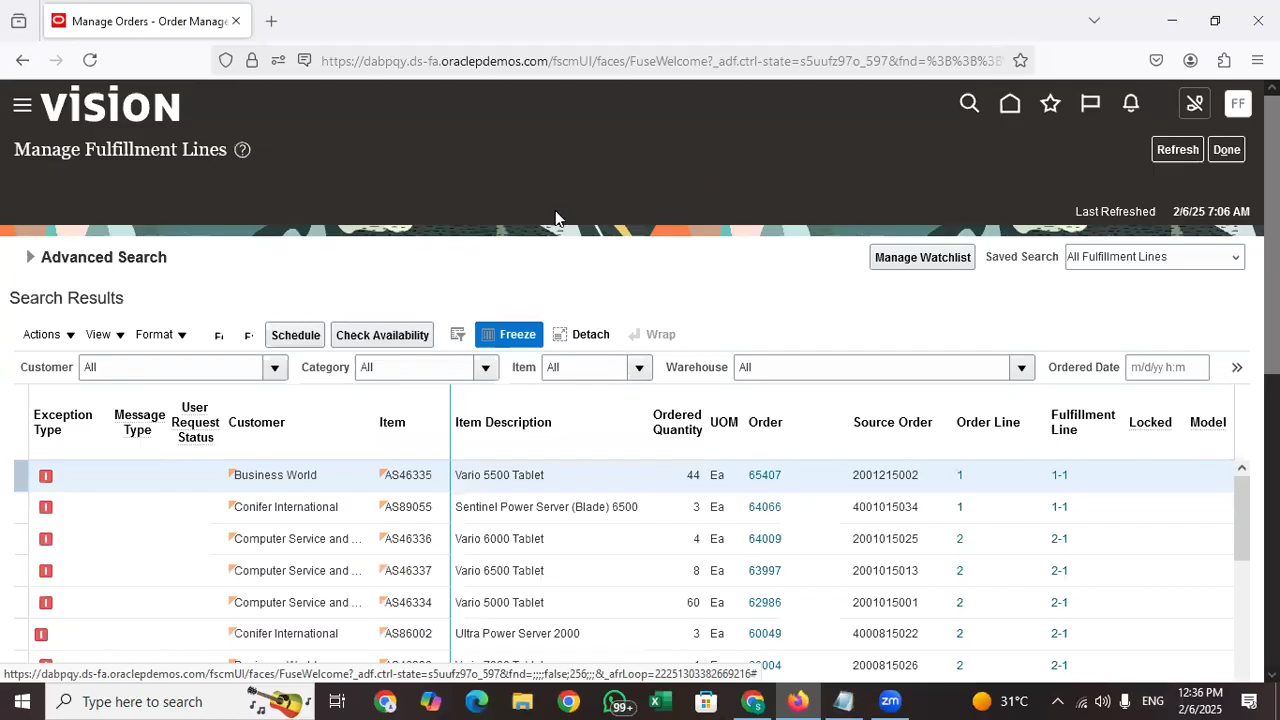 Manage Orders - Order Manage
https://dabpqy.ds-fa.oraclepdemos.com/fscmUI/faces/FuseWelcome?_adf.ctrl-state=s5uufz97o_597&fnd=%3B%3B%3B
vision
FF
Manage Fulfillment Lines
Refresh
Done
Last Refreshed 2/6/25 7:06 AM
Advanced Search
Manage Watchlist
Saved Search
All Fulfillment Lines
Search Results
Actions
View
Format
Schedule
Check Availability
Freeze
Detach
Wrap
Customer All
Category All
Item All
Warehouse All
Ordered Date m/d/yy h:m
Exception Type
Message Type
User Request Status
Customer
Item
Item Description
Ordered Quantity
UOM
Order
Source Order
Order Line
Fulfillment Line
Locked
Model
Business World AS46335 Vario 5500 Tablet 44 Ea 65407 2001215002 1 1-1
Conifer International AS89055 Sentinel Power Server (Blade) 6500 3 Ea 64066 4001015034 1 1-1
Computer Service and ... AS46336 Vario 6000 Tablet 4 Ea 64009 2001015025 2 2-1
Computer Service and ... AS46337 Vario 6500 Tablet 8 Ea 63997 2001015013 2 2-1
Computer Service and ... AS46334 Vario 5000 Tablet 60 Ea 62986 2001015001 2 2-1
Conifer International AS86002 Ultra Power Server 2000 3 Ea 60049 4000815022 2 2-1
2000815026 2 2-1
https://dabpqy.ds-fa.oraclepdemos.com/fscmUI/faces/FuseWelcome?_adf.ctrl-state=s5uufz97o_597&fnd=;;;;false;256;;;&_afrLoop=22251303382669216#
Type here to search
99+
31°C
ENG
12:36 PM
2/6/2025